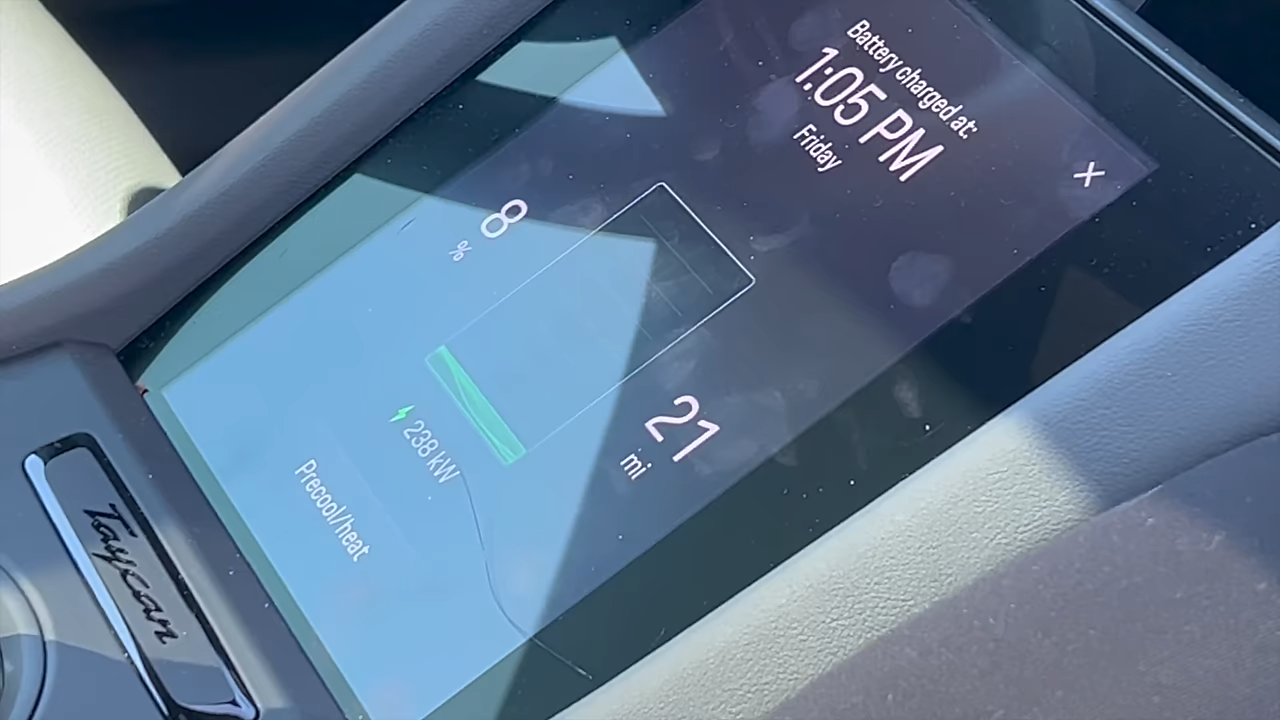 Battery charged at:
1:05 PM
Friday
X
8
%
21
mi
238 kW
Precool/heat
Taycan